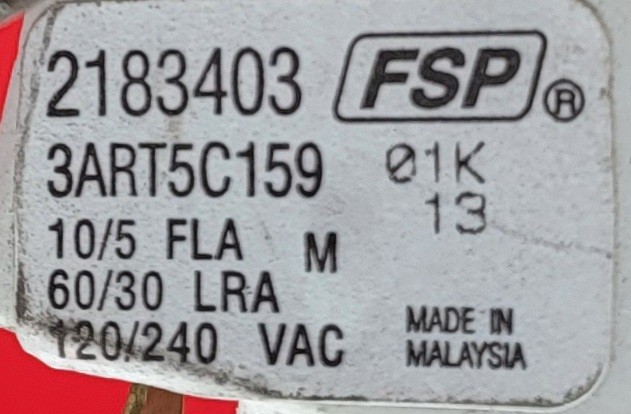 2183403 FSP®
3ART5C159 01K
13
10/5 FLA M
60/30 LRA
120/240 VAC
MADE IN
MALAYSIA